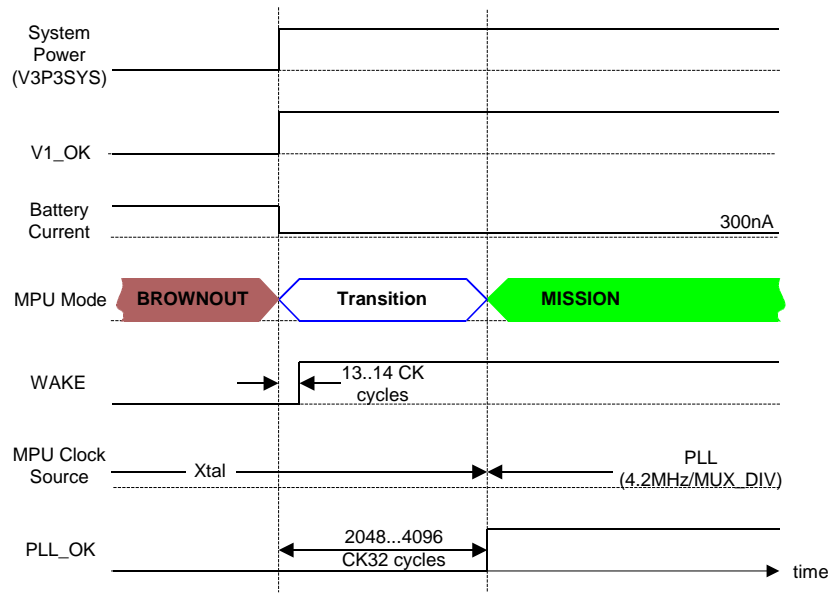 System
Power
(V3P3SYS)
V1_OK
Battery
Current
300nA
MPU Mode
BROWNOUT
Transition
MISSION
WAKE
13..14 CK
cycles
MPU Clock
Source
Xtal
PLL
(4.2MHz/MUX_DIV)
PLL_OK
2048...4096
CK32 cycles
time